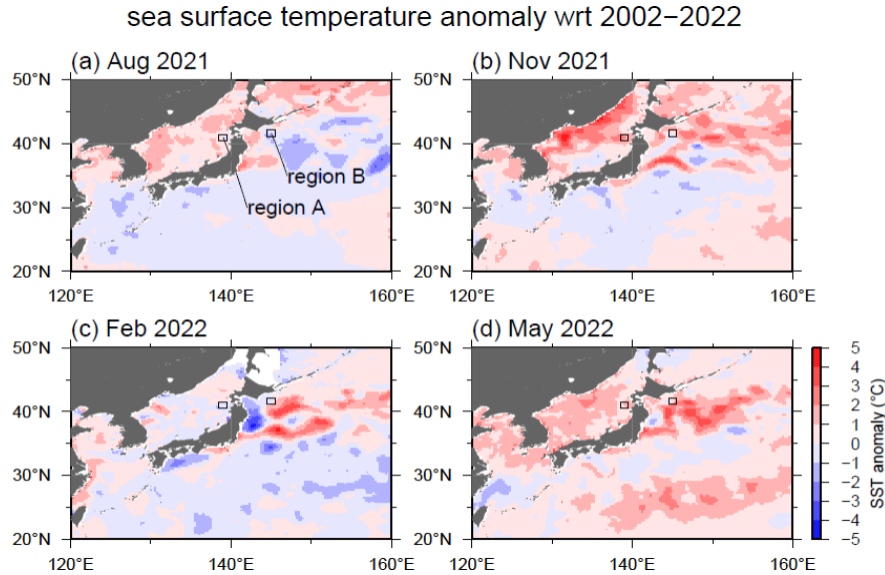 sea surface temperature anomaly wrt 2002−2022
(a) Aug 2021
(b) Nov 2021
50°N
40°N
30°N
20°N
region B
region A
50°N
40°N
30°N
20°N
120°E 140°E 160°E
120°E 140°E 160°E
(c) Feb 2022
(d) May 2022
50°N
40°N
30°N
20°N
50°N
40°N
30°N
20°N
120°E 140°E 160°E
120°E 140°E 160°E
5
4
3
2
1
0
−1
−2
−3
−4
−5
SST anomaly (°C)